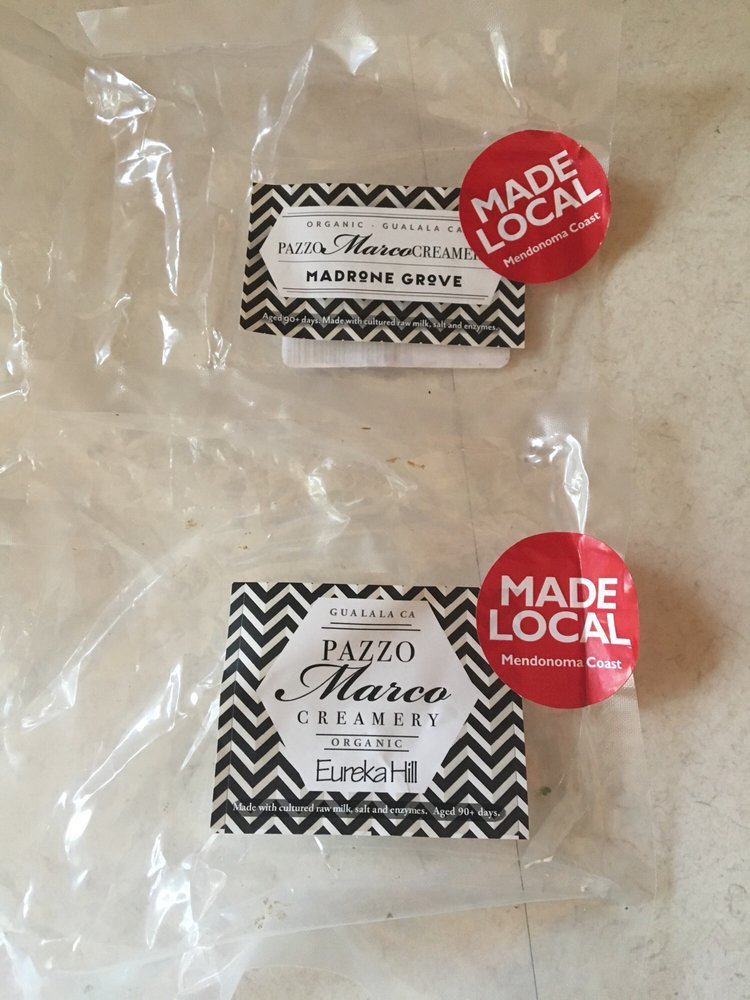 MADE
LOCAL
Mendonoma Coast
ORGANIC · GUALALA CA
PAZZO Marco
MADRONE GROVE
Aged 90+ days. Made with cultured raw milk, salt and enzymes.
MADE
LOCAL
Mendonoma Coast
GUALALA CA
PAZZO
Marco
CREAMERY
ORGANIC
Eureka Hill
Made with cultured raw milk, salt and enzymes. Aged 90+ days.